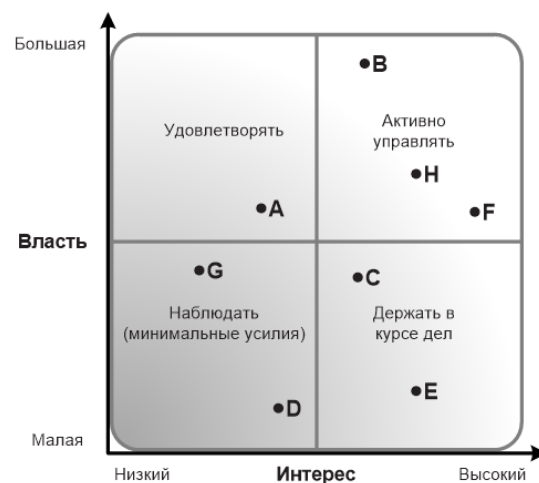 Большая
B
Удовлетворять
Активно
управлять
H
A
F
Власть
G
C
Наблюдать
(минимальные усилия)
Держать в
курсе дел
E
D
Малая
Низкий
Интерес
Высокий